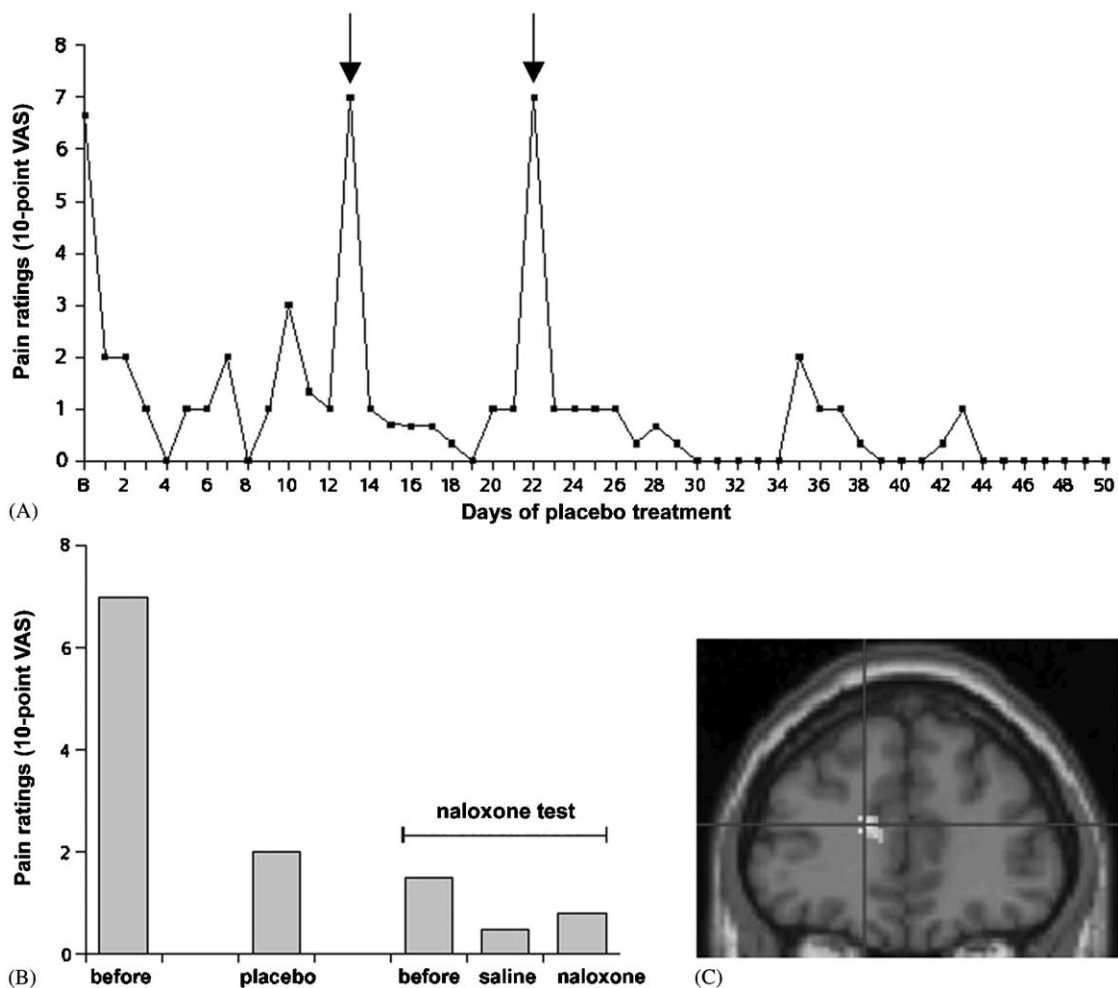 Pain ratings (10-point VAS)
8
7
6
5
4
3
2
1
0
B 2 4 6 8 10 12 14 16 18 20 22 24 26 28 30 32 34 36 38 40 42 44 46 48 50
Days of placebo treatment
(A)
Pain ratings (10-point VAS)
8
6
4
2
0
naloxone test
before placebo before saline naloxone
(B)
(C)